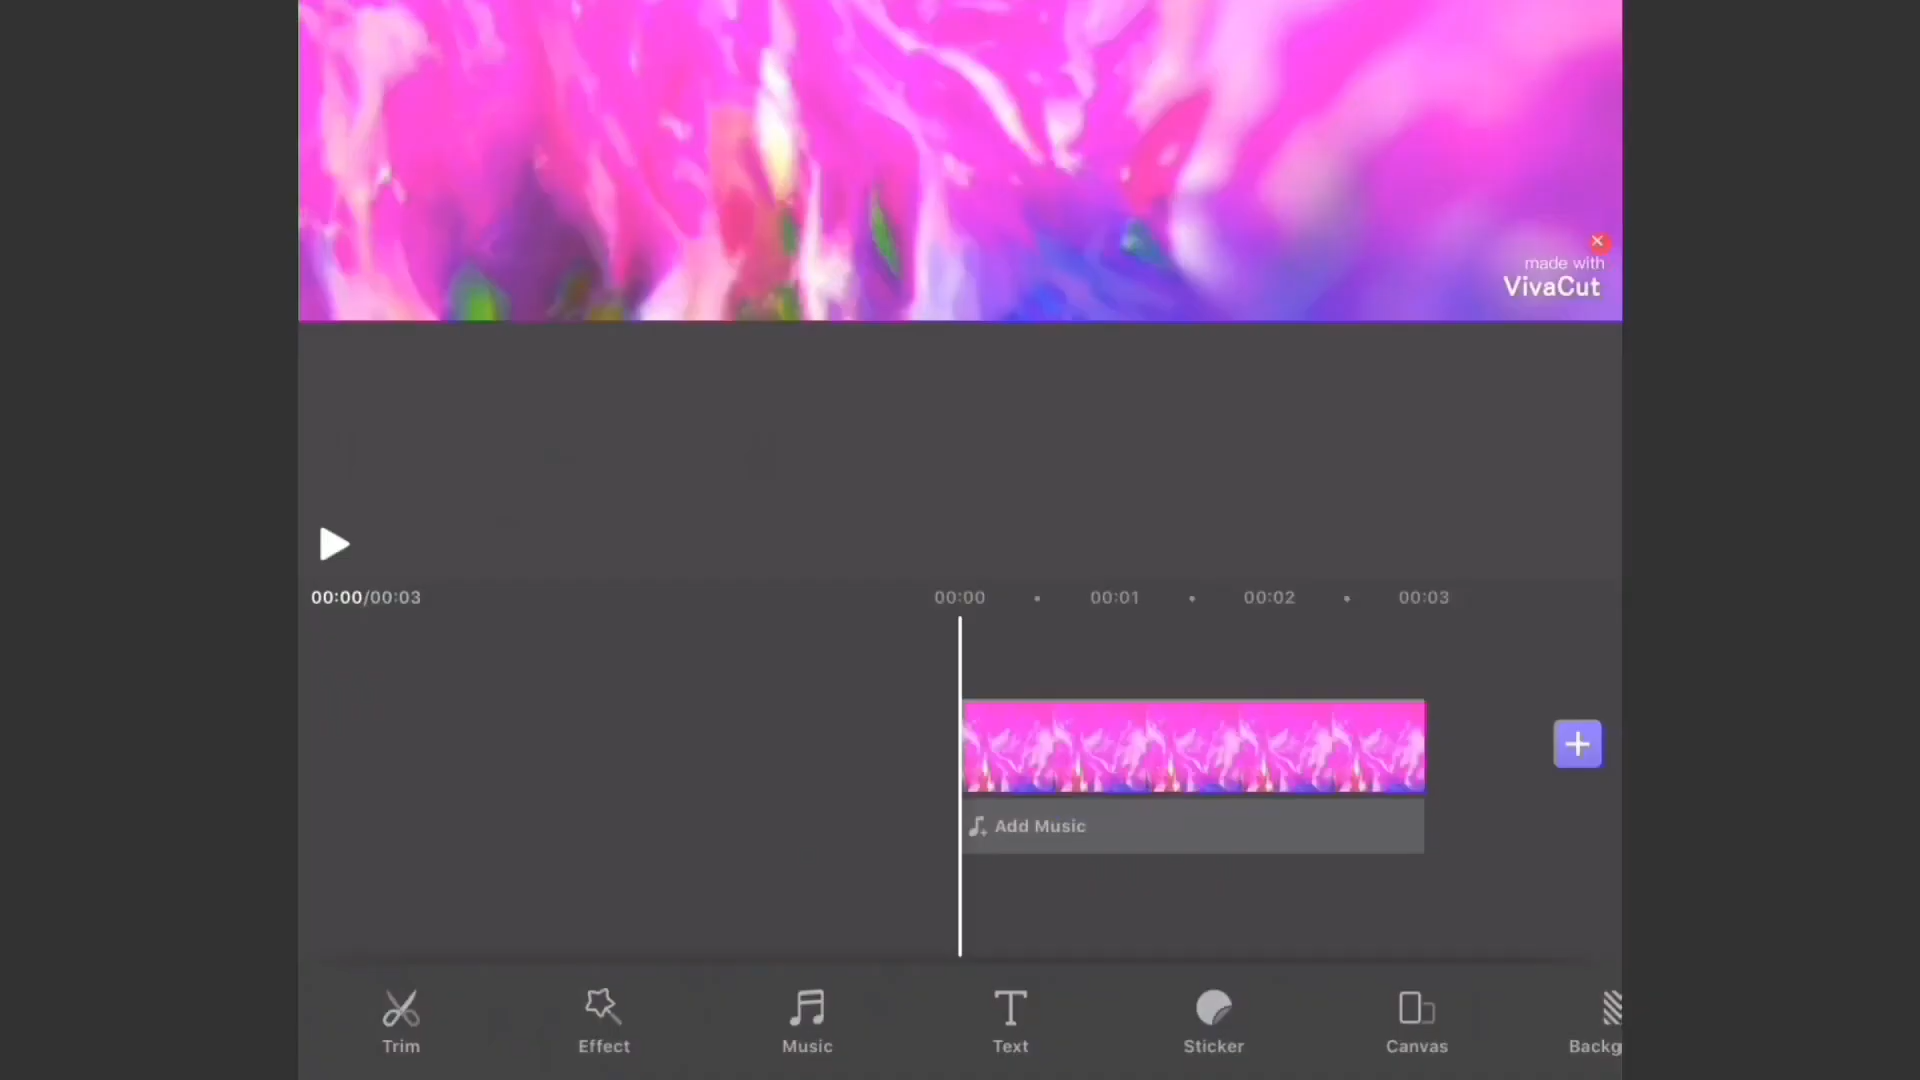 made with
VivaCut
00:00/00:03
00:00
00:01
00:02
00:03
Add Music
Trim
Effect
Music
Text
Sticker
Canvas
Backg